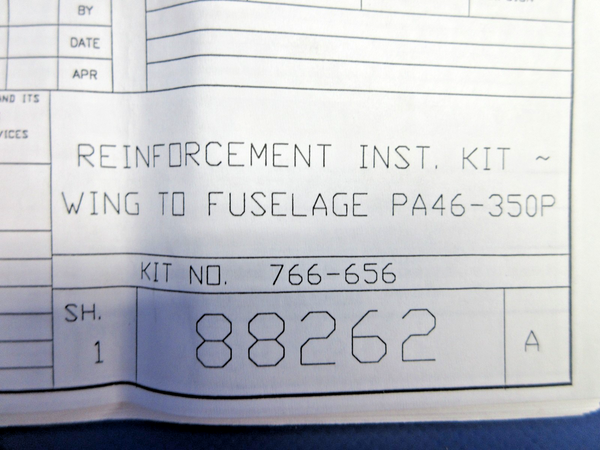 BY
DATE
APR
AND ITS
VICES
REINFORCEMENT INST. KIT ~
WING TO FUSELAGE PA46-350P
KIT NO. 766-656
SH.
1
88262
A